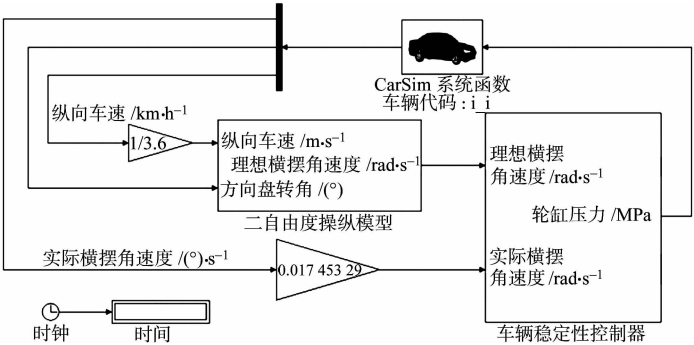 CarSim 系统函数
车辆代码:i_i
纵向车速 /km·h⁻¹
1/3.6
纵向车速 /m·s⁻¹
理想横摆角速度 /rad·s⁻¹
方向盘转角 /(°)
二自由度操纵模型
理想横摆
角速度 /rad·s⁻¹
轮缸压力 /MPa
实际横摆
角速度 /rad·s⁻¹
车辆稳定性控制器
实际横摆角速度 /(°)·s⁻¹
0.017 453 29
时钟
时间